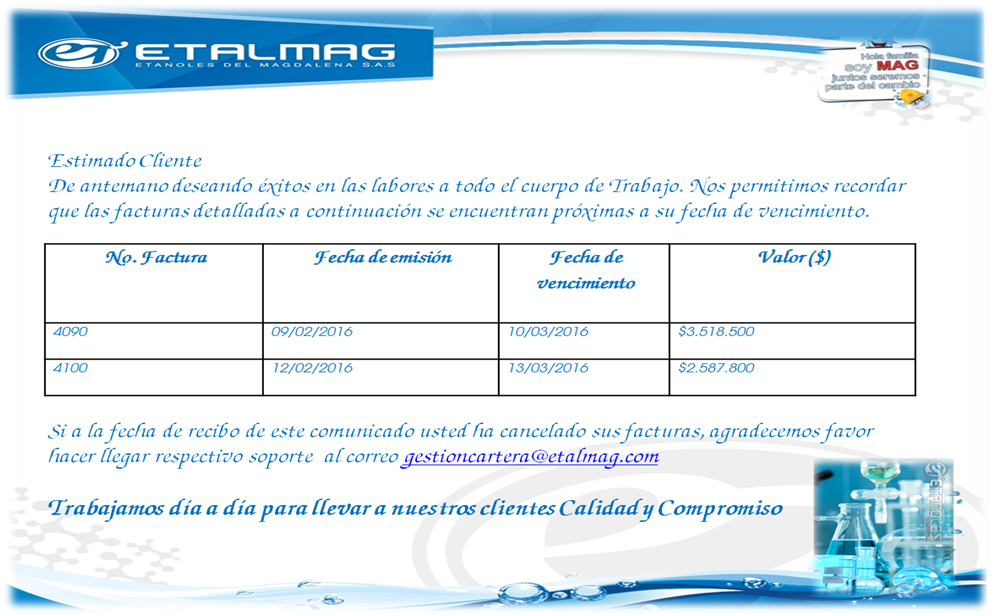 ETALMAG
ETANOLES DEL MAGDALENA S.A.S
Hola familia
soy MAG
juntos seremos
parte del cambio
Estimado Cliente
De antemano deseando éxitos en las labores a todo el cuerpo de Trabajo. Nos permitimos recordar
que las facturas detalladas a continuación se encuentran próximas a su fecha de vencimiento.
No. Factura Fecha de emisión Fecha de vencimiento Valor ($)
4090 09/02/2016 10/03/2016 $3.518.500
4100 12/02/2016 13/03/2016 $2.587.800
Si a la fecha de recibo de este comunicado usted ha cancelado sus facturas, agradecemos favor
hacer llegar respectivo soporte al correo gestioncartera@etalmag.com
Trabajamos día a día para llevar a nuestros clientes Calidad y Compromiso